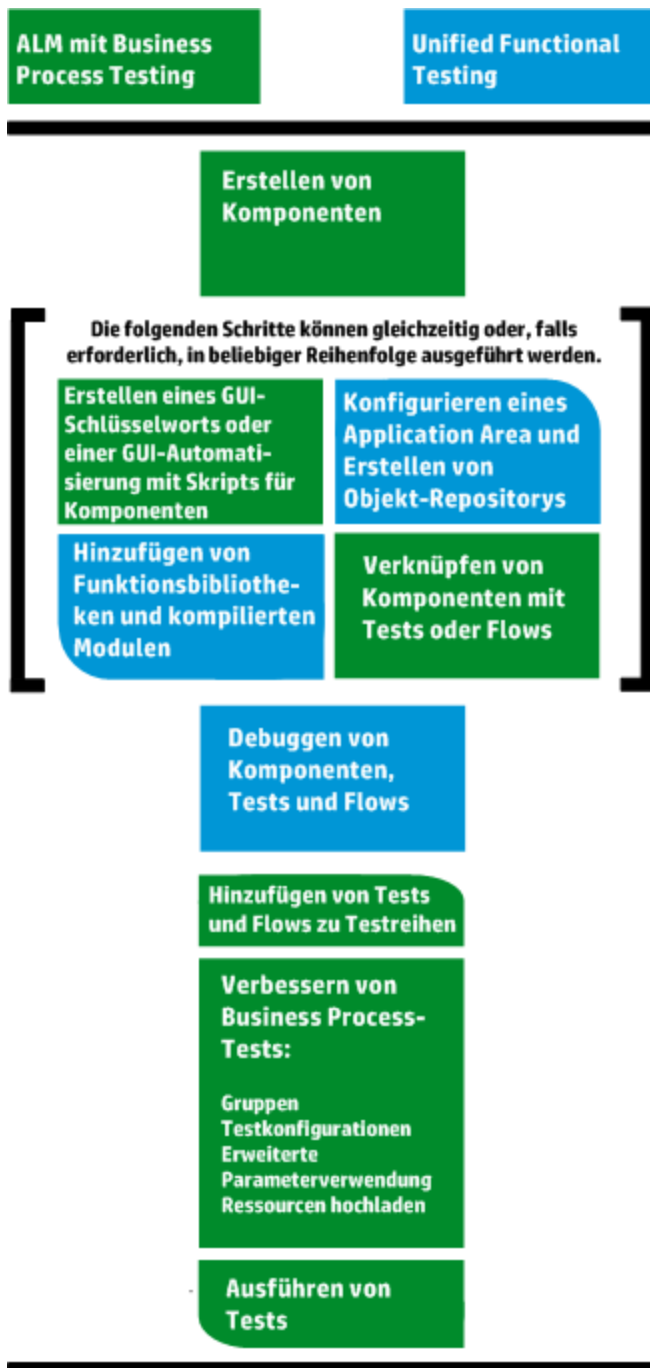 ALM mit Business
Process Testing
Unified Functional
Testing
Erstellen von
Komponenten
Die folgenden Schritte können gleichzeitig oder, falls
erforderlich, in beliebiger Reihenfolge ausgeführt werden.
Erstellen eines GUI-
Schlüsselworts oder
einer GUI-Automati-
sierung mit Skripts für
Komponenten
Konfigurieren eines
Application Area und
Erstellen von
Objekt-Repositorys
Hinzufügen von
Funktionsbibliothe-
ken und kompilierten
Modulen
Verknüpfen von
Komponenten mit
Tests oder Flows
Debuggen von
Komponenten,
Tests und Flows
Hinzufügen von Tests
und Flows zu Testreihen
Verbessern von
Business Process-
Tests:
Gruppen
Testkonfigurationen
Erweiterte
Parameterverwendung
Ressourcen hochladen
Ausführen von
Tests